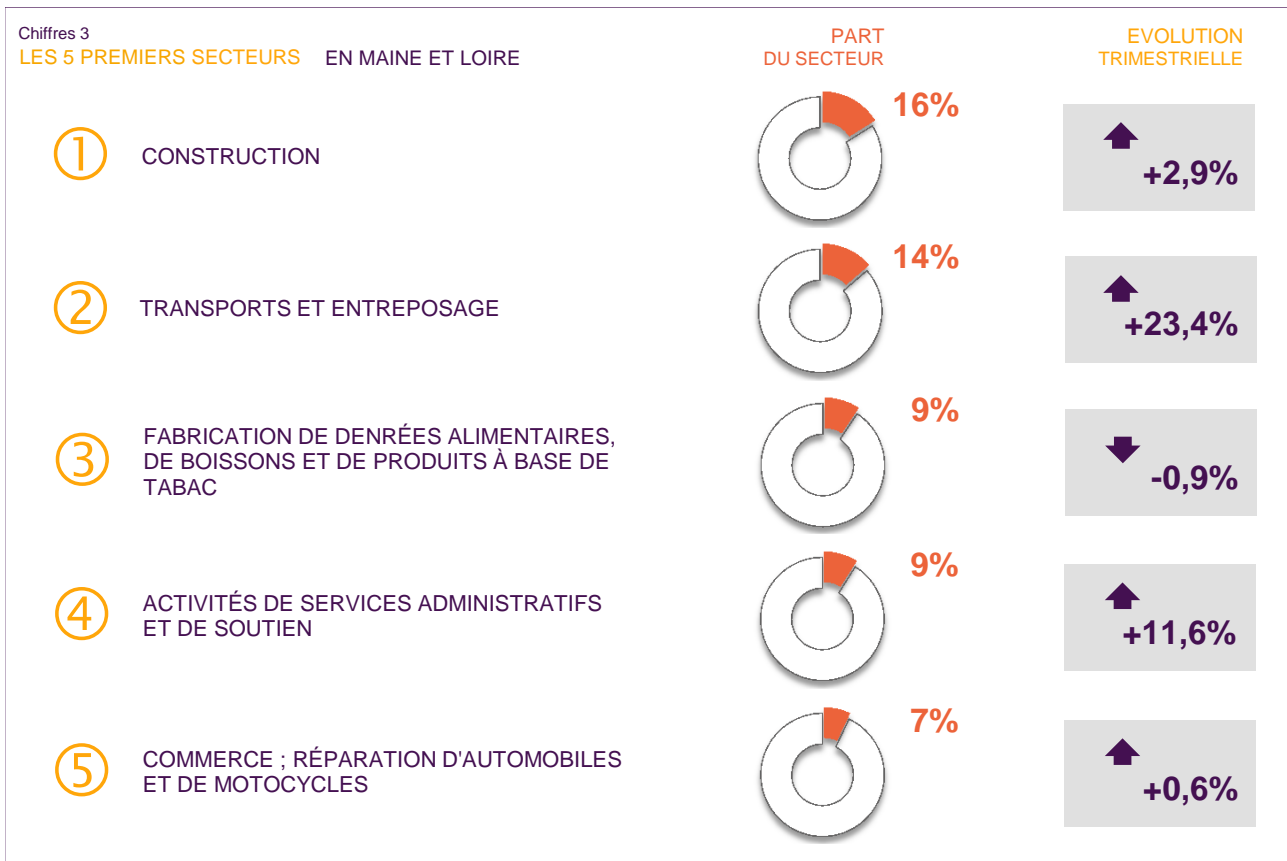 Chiffres 3
LES 5 PREMIERS SECTEURS EN MAINE ET LOIRE
PART
DU SECTEUR
EVOLUTION
TRIMESTRIELLE
1 CONSTRUCTION
16%
+2,9%
2 TRANSPORTS ET ENTREPOSAGE
14%
+23,4%
3 FABRICATION DE DENRÉES ALIMENTAIRES,
DE BOISSONS ET DE PRODUITS À BASE DE
TABAC
9%
-0,9%
4 ACTIVITÉS DE SERVICES ADMINISTRATIFS
ET DE SOUTIEN
9%
+11,6%
5 COMMERCE ; RÉPARATION D'AUTOMOBILES
ET DE MOTOCYCLES
7%
+0,6%